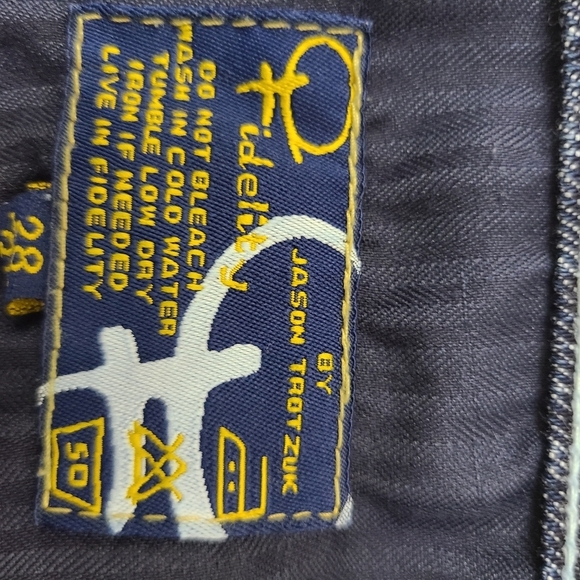 Fidelity
BY
JASON TROTZUK
DO NOT BLEACH
WASH IN COLD WATER
TUMBLE LOW DRY
IRON IF NEEDED
LIVE IN FIDELITY
50
28